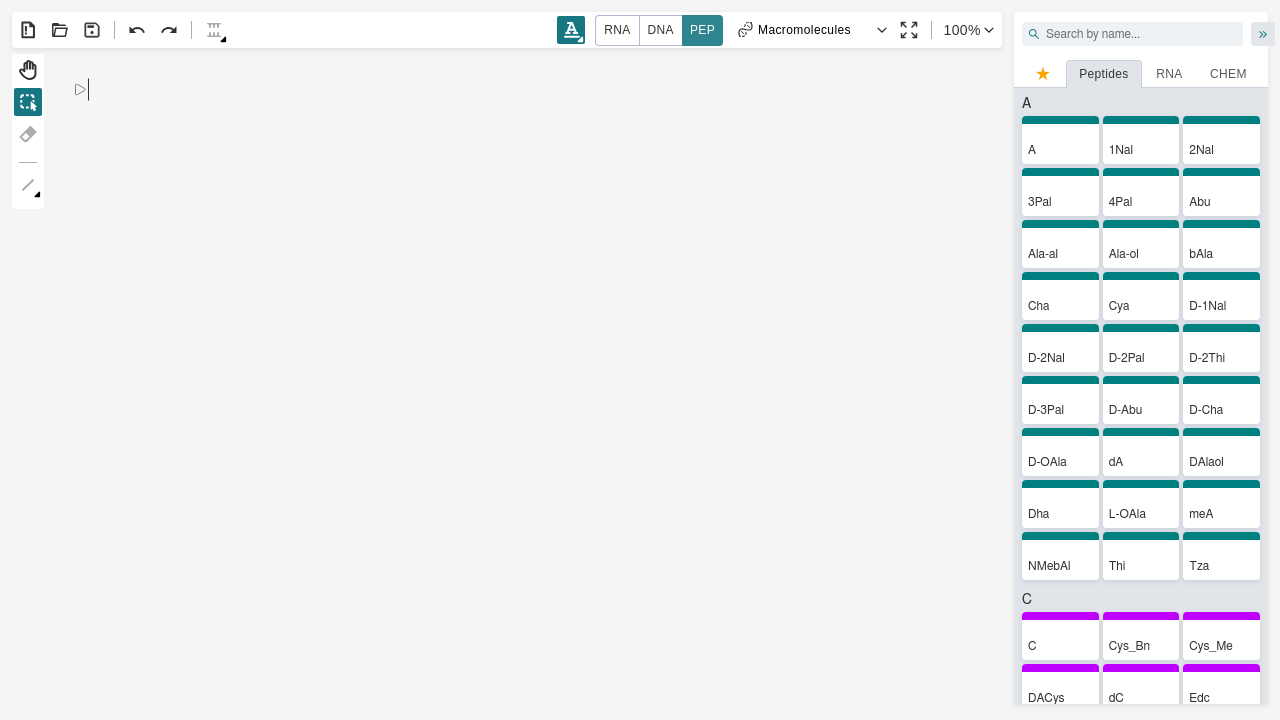 A RNA DNA PEP Macromolecules 100%
Search by name...
Peptides RNA CHEM
A
A 1Nal 2Nal
3Pal 4Pal Abu
Ala-al Ala-ol bAla
Cha Cya D-1Nal
D-2Nal D-2Pal D-2Thi
D-3Pal D-Abu D-Cha
D-OAla dA DAlaol
Dha L-OAla meA
NMebAl Thi Tza
C
C Cys_Bn Cys_Me
DACys dC Edc